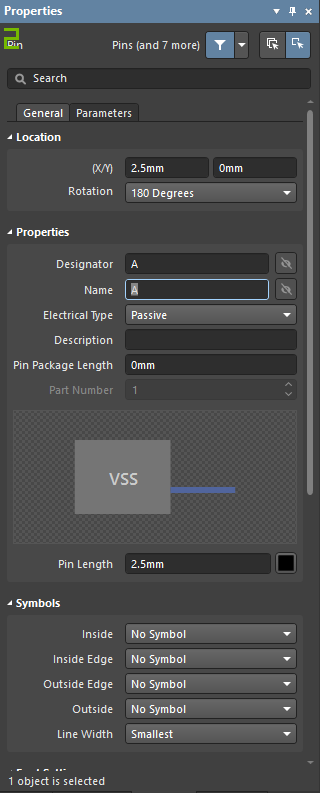 Properties
Pin Pins (and 7 more)
Search
General Parameters
Location
(X/Y) 2.5mm 0mm
Rotation 180 Degrees
Properties
Designator A
Name A
Electrical Type Passive
Description
Pin Package Length 0mm
Part Number 1
VSS
Pin Length 2.5mm
Symbols
Inside No Symbol
Inside Edge No Symbol
Outside Edge No Symbol
Outside No Symbol
Line Width Smallest
1 object is selected